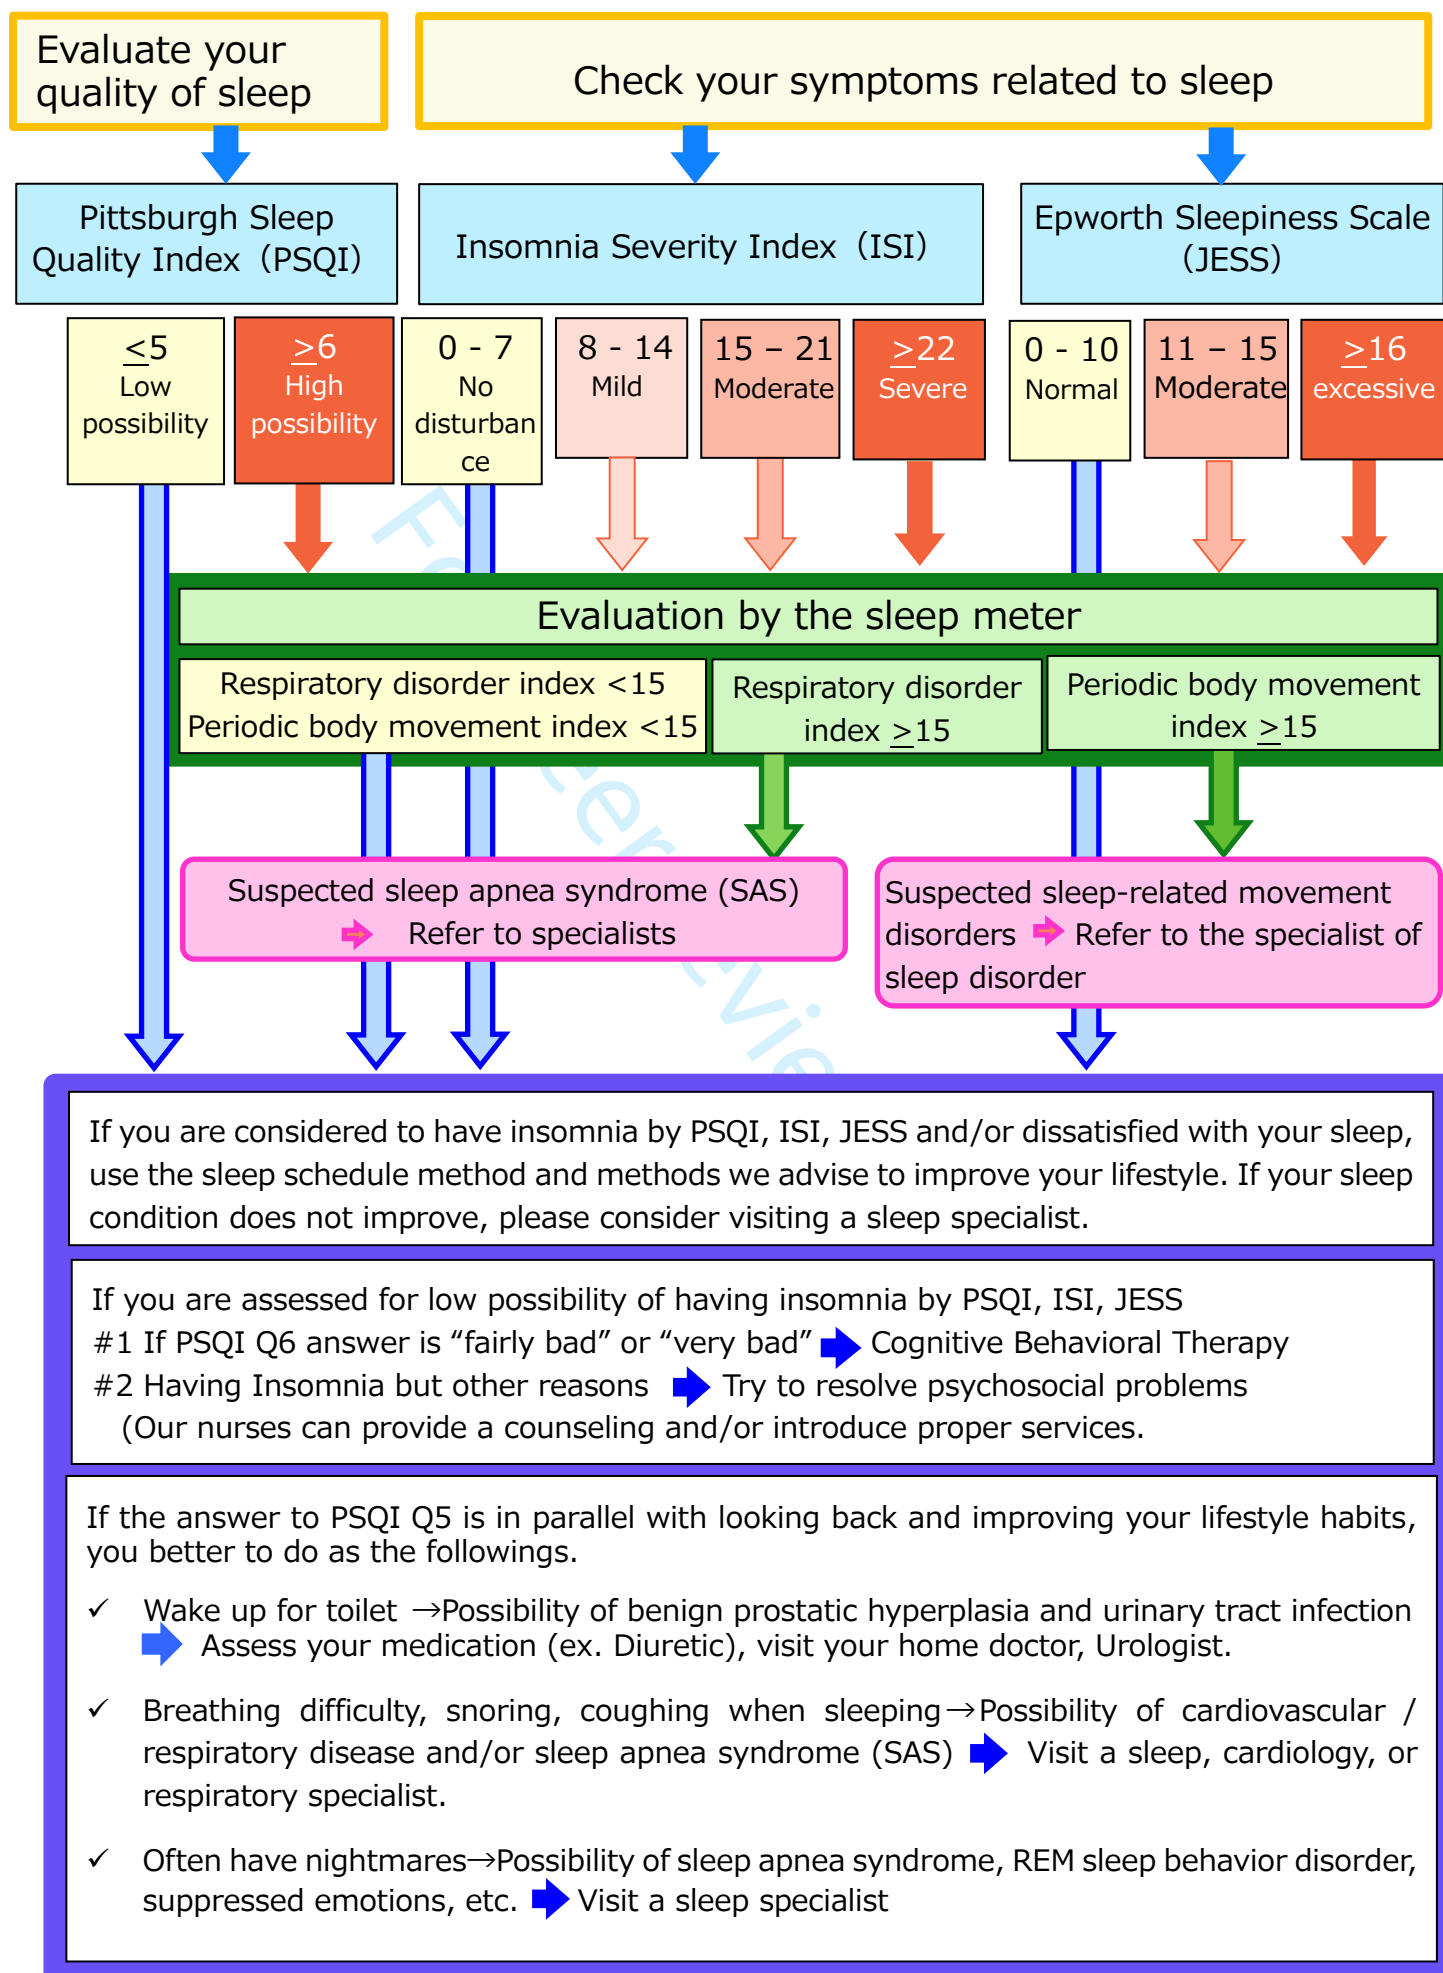 Evaluate your
quality of sleep
Check your symptoms related to sleep
Pittsburgh Sleep
Quality Index（PSQI）
Insomnia Severity Index（ISI）
Epworth Sleepiness Scale
（JESS）
≤5
Low
possibility
≥6
High
possibility
0 - 7
No
disturban
ce
8 - 14
Mild
15 – 21
Moderate
≥22
Severe
0 - 10
Normal
11 – 15
Moderate
≥16
excessive
Evaluation by the sleep meter
Respiratory disorder index <15
Periodic body movement index <15
Respiratory disorder
index ≥15
Periodic body movement
index ≥15
Suspected sleep apnea syndrome (SAS)
→ Refer to specialists
Suspected sleep-related movement
disorders → Refer to the specialist of
sleep disorder
If you are considered to have insomnia by PSQI, ISI, JESS and/or dissatisfied with your sleep,
use the sleep schedule method and methods we advise to improve your lifestyle. If your sleep
condition does not improve, please consider visiting a sleep specialist.
If you are assessed for low possibility of having insomnia by PSQI, ISI, JESS
#1 If PSQI Q6 answer is “fairly bad” or “very bad” Cognitive Behavioral Therapy
#2 Having Insomnia but other reasons Try to resolve psychosocial problems
(Our nurses can provide a counseling and/or introduce proper services.
If the answer to PSQI Q5 is in parallel with looking back and improving your lifestyle habits,
you better to do as the followings.
✓ Wake up for toilet →Possibility of benign prostatic hyperplasia and urinary tract infection
Assess your medication (ex. Diuretic), visit your home doctor, Urologist.
✓ Breathing difficulty, snoring, coughing when sleeping→Possibility of cardiovascular /
respiratory disease and/or sleep apnea syndrome (SAS) Visit a sleep, cardiology, or
respiratory specialist.
✓ Often have nightmares→Possibility of sleep apnea syndrome, REM sleep behavior disorder,
suppressed emotions, etc. Visit a sleep specialist